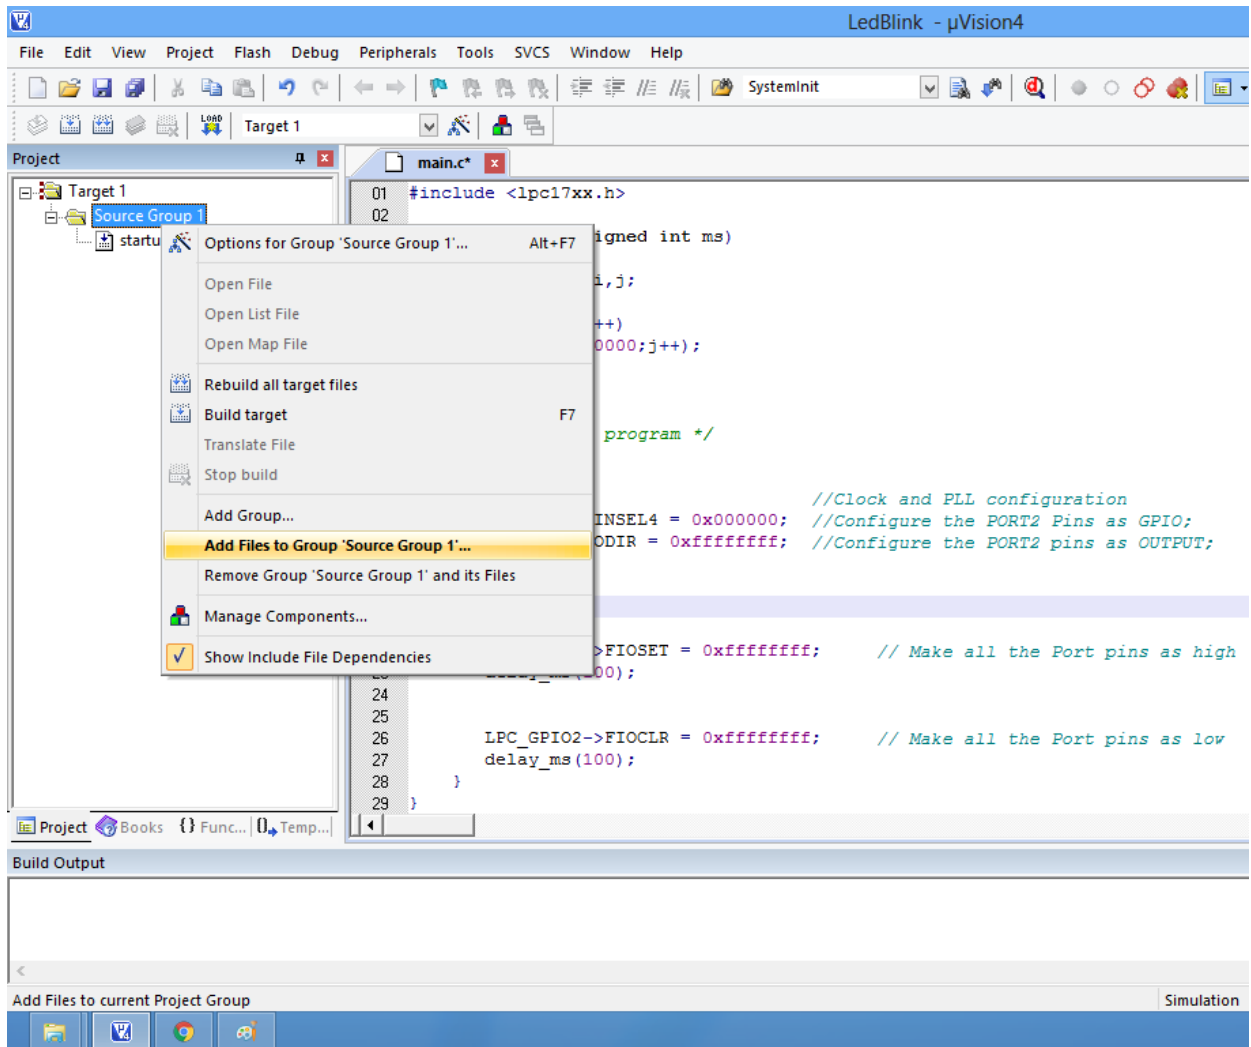 LedBlink - µVision4
File Edit View Project Flash Debug Peripherals Tools SVCS Window Help
SystemInit
LOAD Target 1
Project
main.c*
Target 1
Source Group 1
startu
Options for Group 'Source Group 1'... Alt+F7
Open File
Open List File
Open Map File
Rebuild all target files
Build target F7
Translate File
Stop build
Add Group...
Add Files to Group 'Source Group 1'...
Remove Group 'Source Group 1' and its Files
Manage Components...
Show Include File Dependencies
01 #include <lpc17xx.h>
02
igned int ms)
i,j;
++)
0000;j++);
program */
//Clock and PLL configuration
INSEL4 = 0x000000; //Configure the PORT2 Pins as GPIO;
ODIR = 0xffffffff; //Configure the PORT2 pins as OUTPUT;
>FIOSET = 0xffffffff; // Make all the Port pins as high
00);
24
25
26 LPC_GPIO2->FIOCLR = 0xffffffff; // Make all the Port pins as low
27 delay_ms(100);
28 }
29 }
Project Books {} Func... Temp...
Build Output
Add Files to current Project Group Simulation